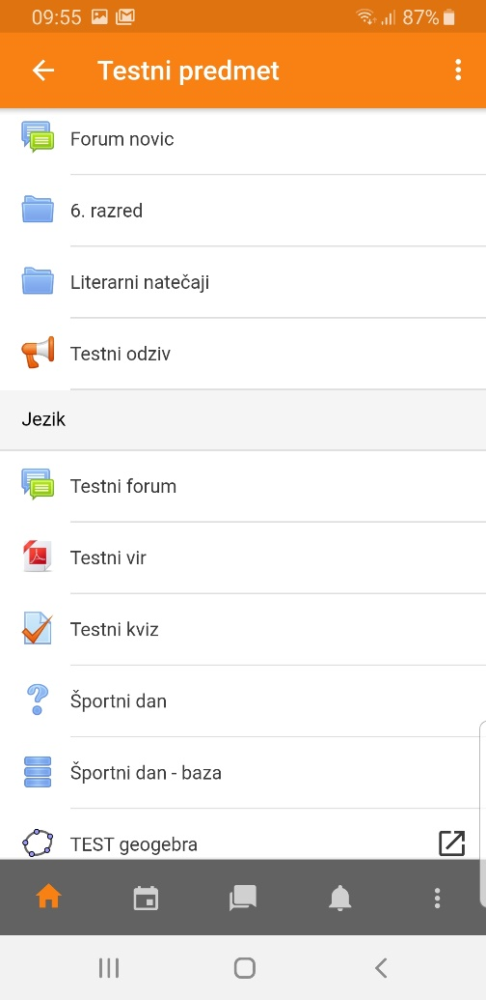 09:55
87%
Testni predmet
Forum novic
6. razred
Literarni natečaji
Testni odziv
Jezik
Testni forum
Testni vir
Testni kviz
Športni dan
Športni dan - baza
TEST geogebra